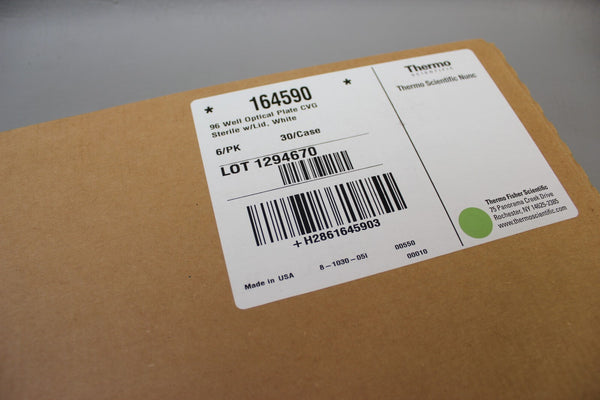 * 164590 *
96 Well Optical Plate CVG
Sterile w/Lid, White
6/PK 30/Case
LOT 1294670
+H2861645903
Made in USA 8-1030-05I 00550
00010
Thermo
SCIENTIFIC
Thermo Scientific Nunc
Thermo Fisher Scientific
75 Panorama Creek Drive
Rochester, NY 14625-2385
www.thermoscientific.com